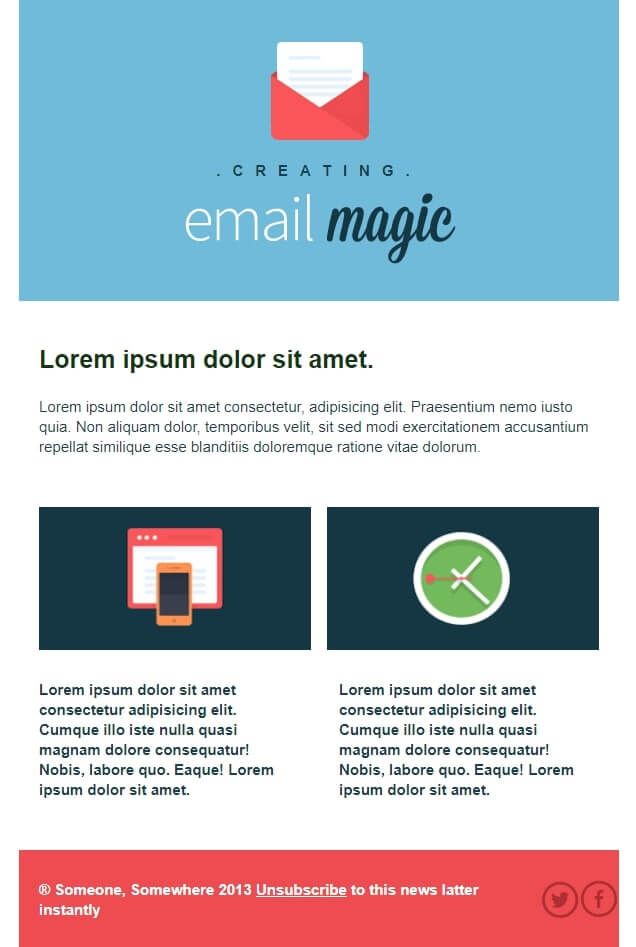 . C R E A T I N G .
email magic
Lorem ipsum dolor sit amet.
Lorem ipsum dolor sit amet consectetur, adipisicing elit. Praesentium nemo iusto
quia. Non aliquam dolor, temporibus velit, sit sed modi exercitationem accusantium
repellat similique esse blanditiis doloremque ratione vitae dolorum.
Lorem ipsum dolor sit amet
consectetur adipisicing elit.
Cumque illo iste nulla quasi
magnam dolore consequatur!
Nobis, labore quo. Eaque! Lorem
ipsum dolor sit amet.
Lorem ipsum dolor sit amet
consectetur adipisicing elit.
Cumque illo iste nulla quasi
magnam dolore consequatur!
Nobis, labore quo. Eaque! Lorem
ipsum dolor sit amet.
® Someone, Somewhere 2013 Unsubscribe to this news latter
instantly